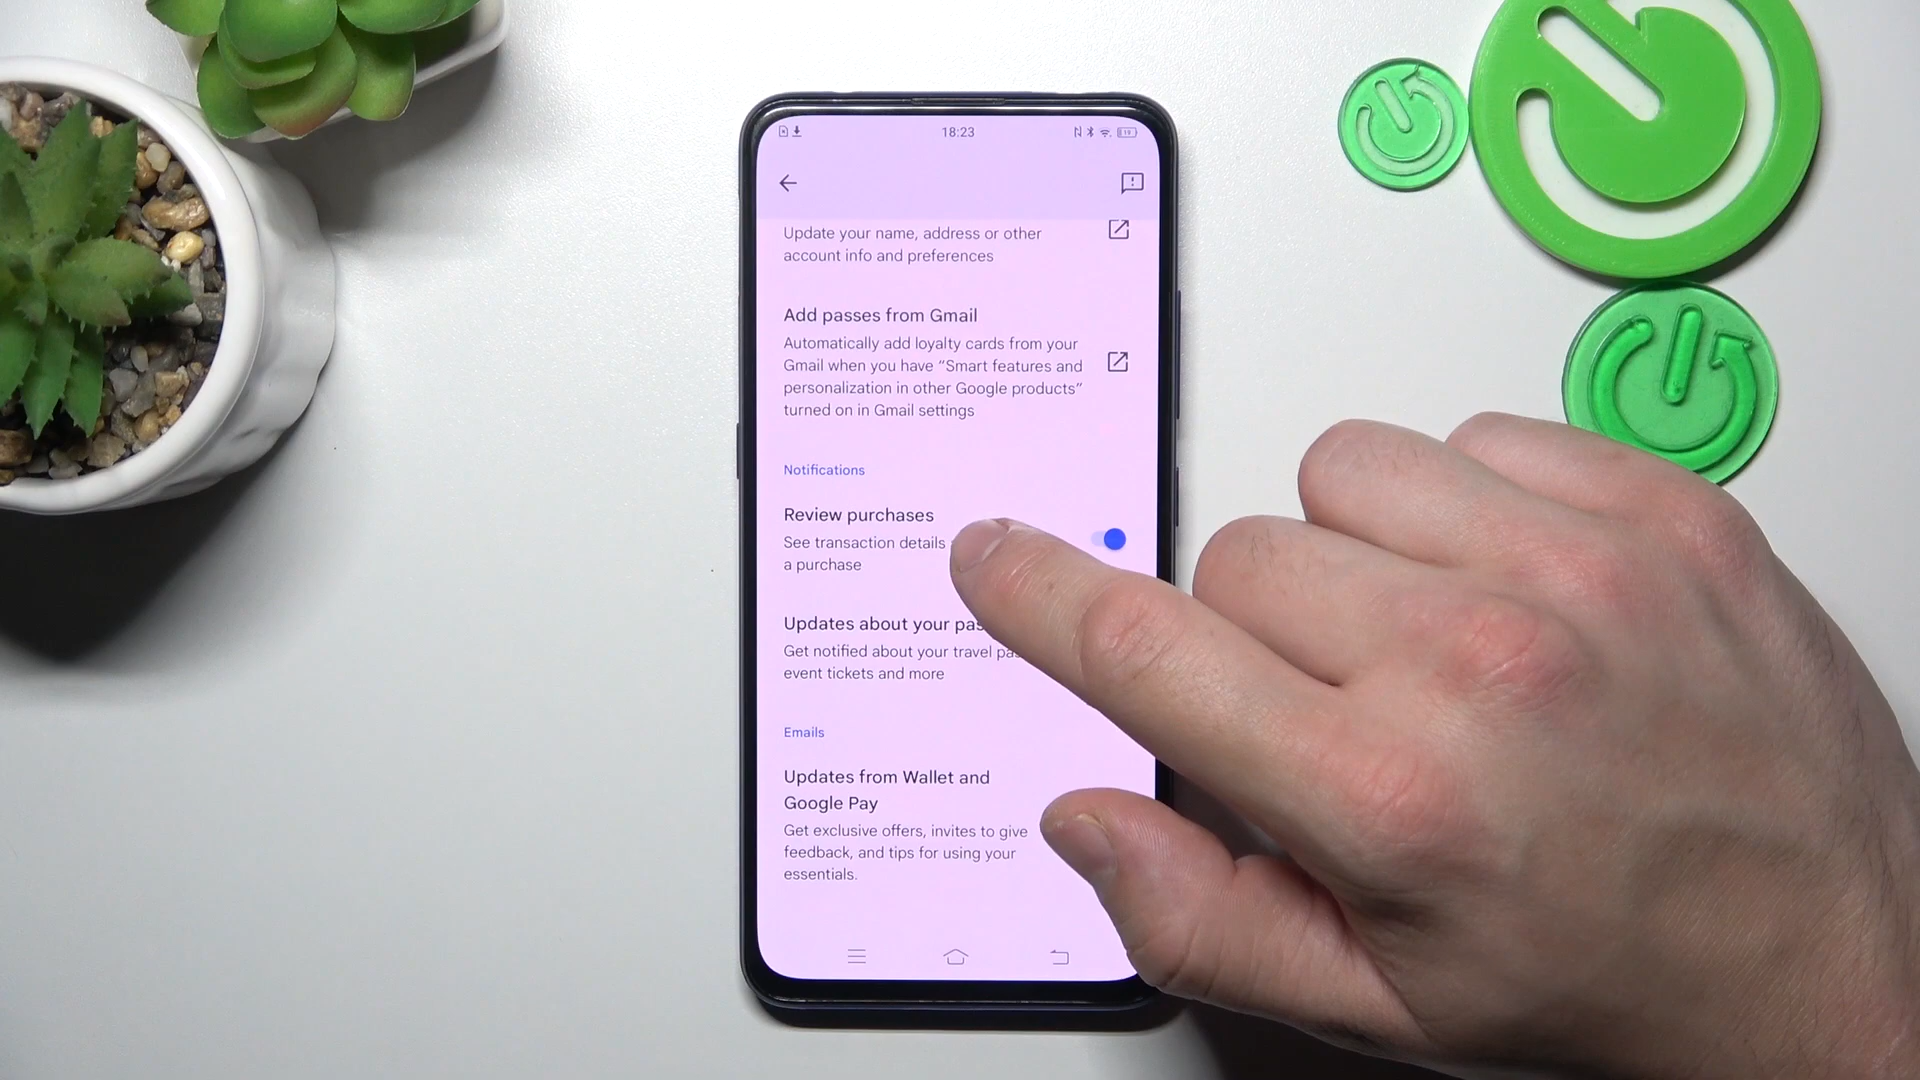 18:23
Update your name, address or other
account info and preferences
Add passes from Gmail
Automatically add loyalty cards from your
Gmail when you have “Smart features and
personalization in other Google products”
turned on in Gmail settings
Notifications
Review purchases
See transaction details
a purchase
Updates about your
Get notified about your travel
event tickets and more
Emails
Updates from Wallet and
Google Pay
Get exclusive offers, invites to give
feedback, and tips for using your
essentials.